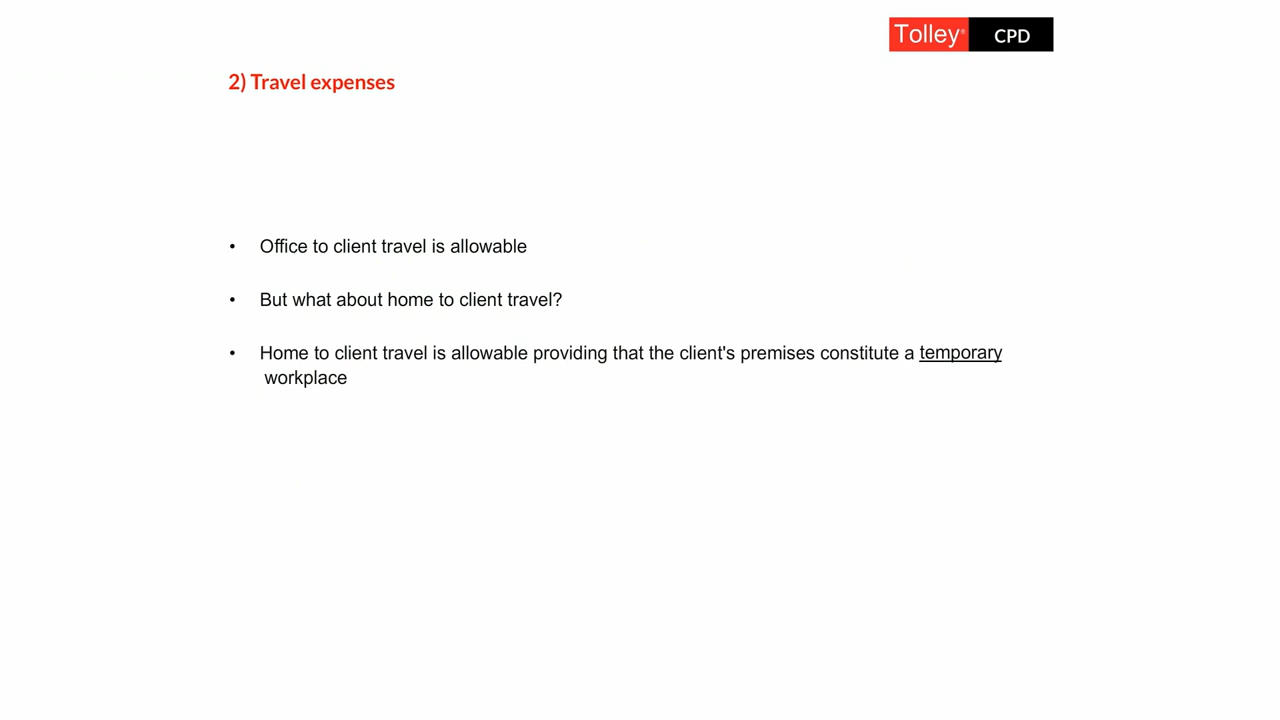 Tolley® CPD
2) Travel expenses
• Office to client travel is allowable
• But what about home to client travel?
• Home to client travel is allowable providing that the client's premises constitute a temporary
workplace